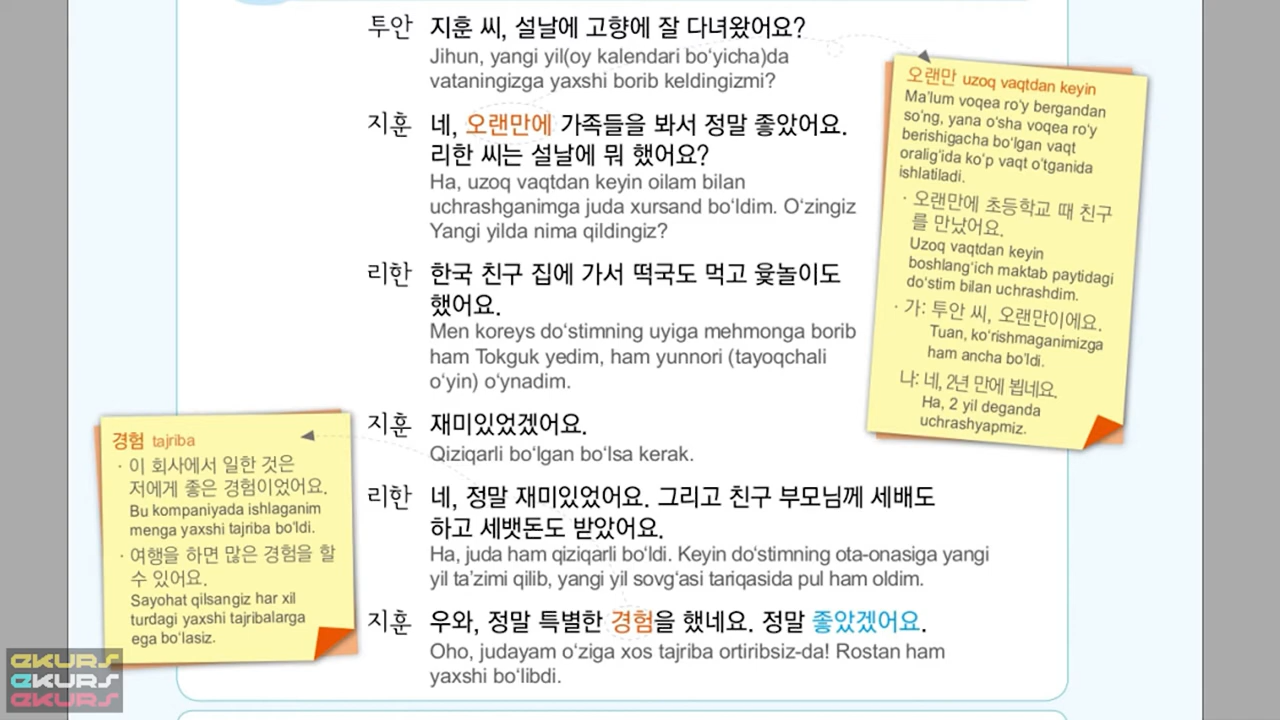 투안 지훈 씨, 설날에 고향에 잘 다녀왔어요?
Jihun, yangi yil(oy kalendari bo‘yicha)da
vataningizga yaxshi borib keldingizmi?
지훈 네, 오랜만에 가족들을 봐서 정말 좋았어요.
리한 씨는 설날에 뭐 했어요?
Ha, uzoq vaqtdan keyin oilam bilan
uchrashganimga juda xursand bo‘ldim. O‘zingiz
Yangi yilda nima qildingiz?
리한 한국 친구 집에 가서 떡국도 먹고 윷놀이도
했어요.
Men koreys do‘stimning uyiga mehmonga borib
ham Tokguk yedim, ham yunnori (tayoqchali
o‘yin) o‘ynadim.
지훈 재미있었겠어요.
Qiziqarli bo‘lgan bo‘lsa kerak.
리한 네, 정말 재미있었어요. 그리고 친구 부모님께 세배도
하고 세뱃돈도 받았어요.
Ha, juda ham qiziqarli bo‘ldi. Keyin do‘stimning ota-onasiga yangi
yil ta’zimi qilib, yangi yil sovg‘asi tariqasida pul ham oldim.
지훈 우와, 정말 특별한 경험을 했네요. 정말 좋았겠어요.
Oho, judayam o‘ziga xos tajriba ortiribsiz-da! Rostan ham
yaxshi bo‘libdi.
오랜만 uzoq vaqtdan keyin
Ma’lum voqea ro‘y bergandan
so‘ng, yana o‘sha voqea ro‘y
berishigacha bo‘lgan vaqt
oralig‘ida ko‘p vaqt o‘tganida
ishlatiladi.
· 오랜만에 초등학교 때 친구
를 만났어요.
Uzoq vaqtdan keyin
boshlang‘ich maktab paytidagi
do‘stim bilan uchrashdim.
· 가: 투안 씨, 오랜만이에요.
Tuan, ko‘rishmaganimizga
ham ancha bo‘ldi.
나: 네, 2년 만에 뵙네요.
Ha, 2 yil deganda
uchrashyapmiz.
경험 tajriba
· 이 회사에서 일한 것은
저에게 좋은 경험이었어요.
Bu kompaniyada ishlaganim
menga yaxshi tajriba bo‘ldi.
· 여행을 하면 많은 경험을 할
수 있어요.
Sayohat qilsangiz har xil
turdagi yaxshi tajribalarga
ega bo‘lasiz.
eKURS
eKURS
eKURS